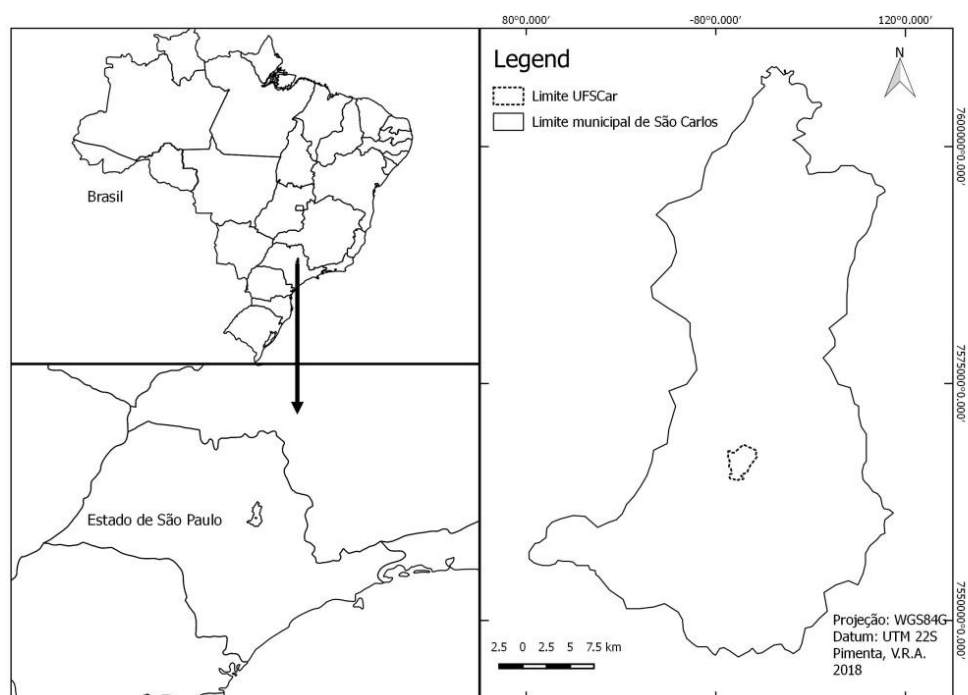 80°0.000'
-80°0.000'
120°0.000'
Legend
N
Limite UFSCar
Limite municipal de São Carlos
7600000°0.000'
Brasil
7575000°0.000'
Estado de São Paulo
7550000°0.000'
Projeção: WGS84G
Datum: UTM 22S
Pimenta, V.R.A.
2018
2.5 0 2.5 5 7.5 km